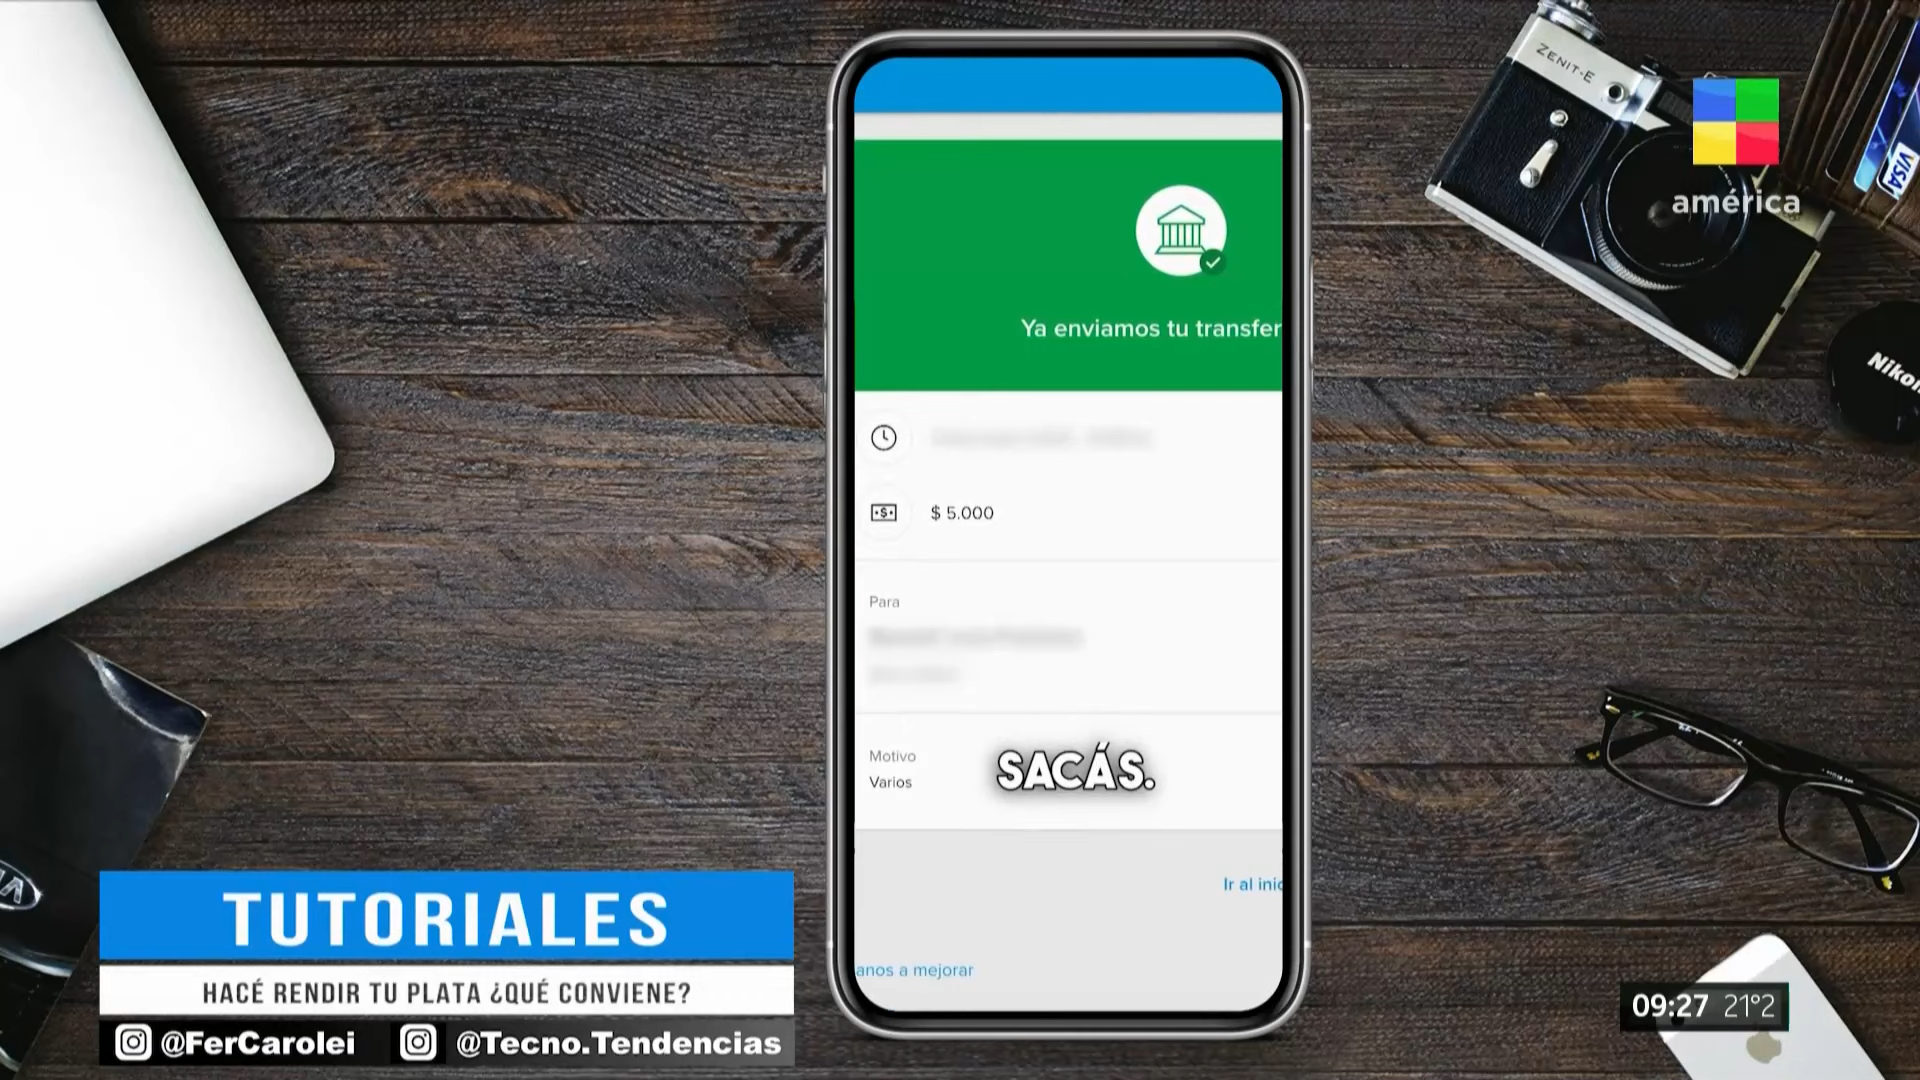 ZENIT-E
VISA
américa
Nikon
Ya enviamos tu transfer
$ 5.000
Para
Motivo
Varios
SACÁS.
Ir al inic
anos a mejorar
TUTORIALES
HACÉ RENDIR TU PLATA ¿QUÉ CONVIENE?
@FerCarolei @Tecno.Tendencias
09:27 21°2